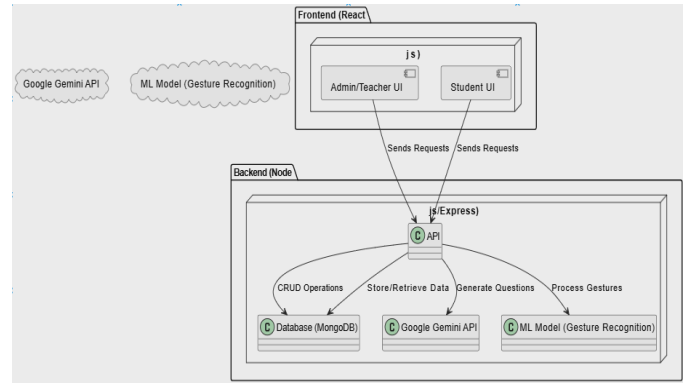 Frontend (React
js)
Google Gemini API
ML Model (Gesture Recognition)
Admin/Teacher UI
Student UI
Sends Requests
Sends Requests
Backend (Node
js/Express)
C API
CRUD Operations
Store/Retrieve Data
Generate Questions
Process Gestures
C Database (MongoDB)
C Google Gemini API
C ML Model (Gesture Recognition)